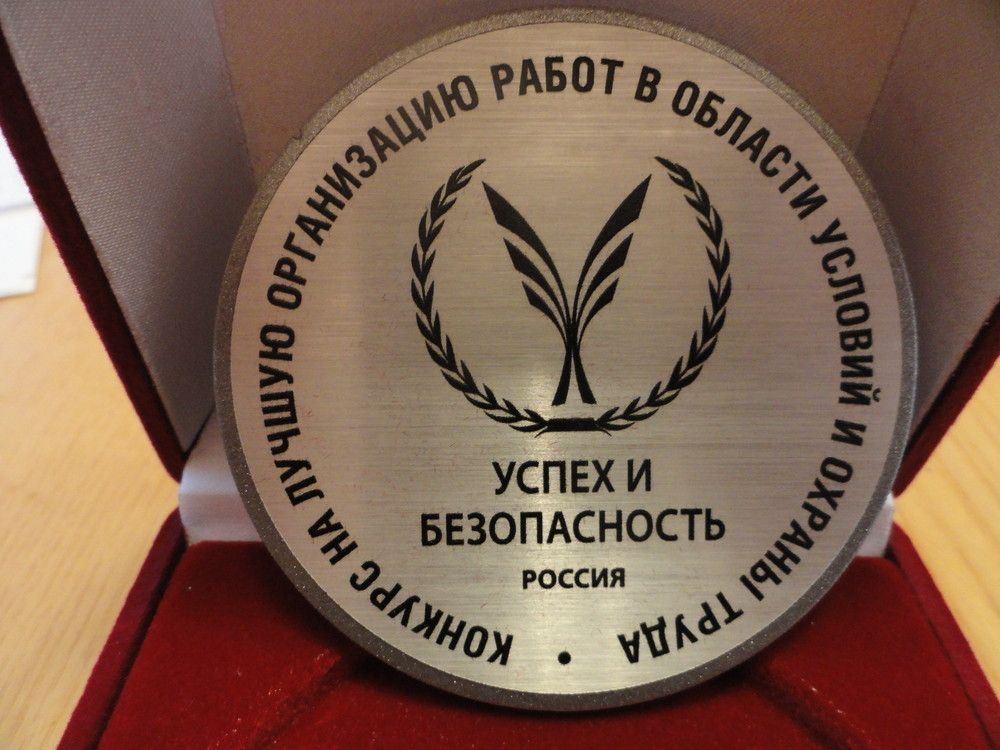 КОНКУРС НА ЛУЧШУЮ ОРГАНИЗАЦИЮ РАБОТ В ОБЛАСТИ УСЛОВИЙ И ОХРАНЫ ТРУДА •
УСПЕХ И
БЕЗОПАСНОСТЬ
РОССИЯ